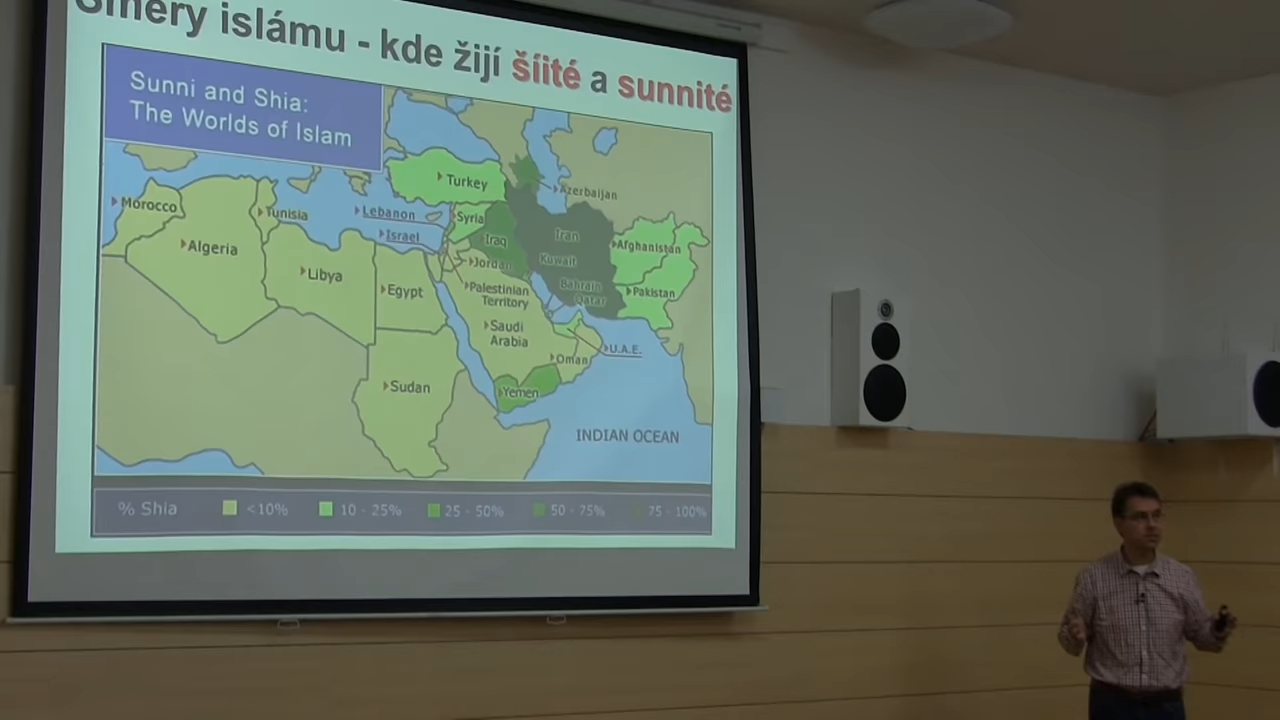 Směry islámu - kde žijí šíité a sunnité
Sunni and Shia:
The Worlds of Islam
Turkey
Azerbaijan
Morocco
Tunisia
Lebanon
Syria
Israel
Iraq
Iran
Afghanistan
Algeria
Libya
Egypt
Jordan
Kuwait
Palestinian
Territory
Bahrain
Qatar
Pakistan
Saudi
Arabia
U.A.E.
Oman
Sudan
Yemen
INDIAN OCEAN
% Shia <10% 10 - 25% 25 - 50% 50 - 75% 75 - 100%